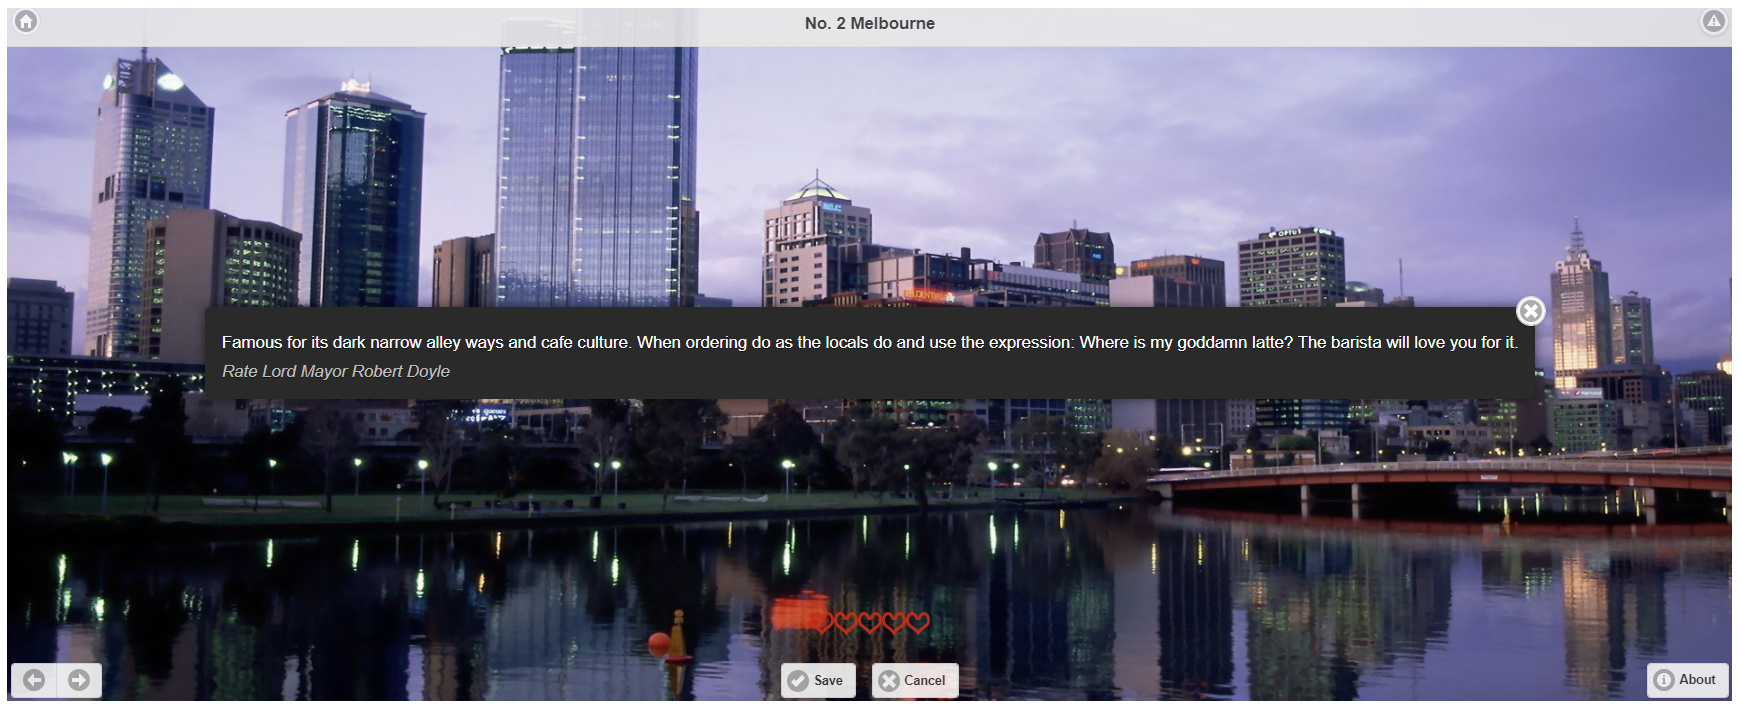 No. 2 Melbourne
OPTUS
Famous for its dark narrow alley ways and cafe culture. When ordering do as the locals do and use the expression: Where is my goddamn latte? The barista will love you for it.
Rate Lord Mayor Robert Doyle
Save
Cancel
About